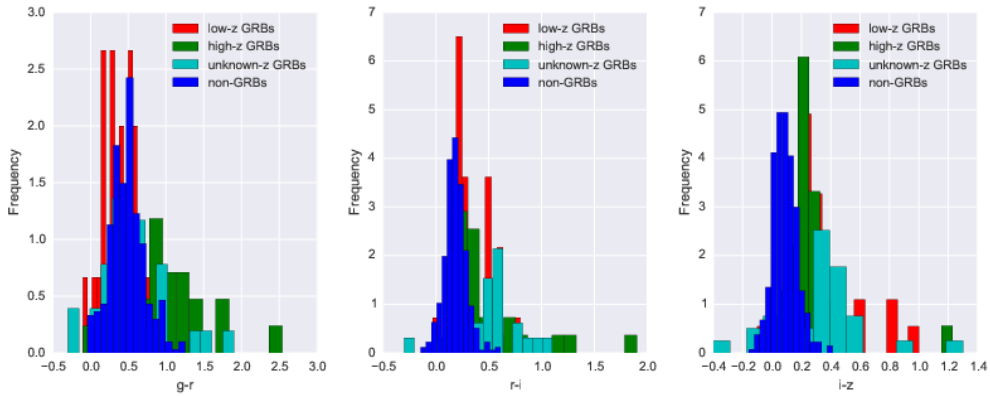 3.0
2.5
2.0
1.5
1.0
0.5
0.0
Frequency
−0.5 0.0 0.5 1.0 1.5 2.0 2.5 3.0
g-r
low-z GRBs
high-z GRBs
unknown-z GRBs
non-GRBs
7
6
5
4
3
2
1
0
Frequency
−0.5 0.0 0.5 1.0 1.5 2.0
r-i
low-z GRBs
high-z GRBs
unknown-z GRBs
non-GRBs
7
6
5
4
3
2
1
0
Frequency
−0.4 −0.2 0.0 0.2 0.4 0.6 0.8 1.0 1.2 1.4
i-z
low-z GRBs
high-z GRBs
unknown-z GRBs
non-GRBs